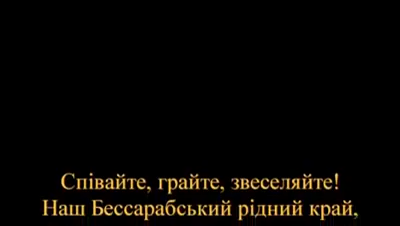 Співайте, грайте, звеселяйте!
Наш Бессарабський рідний край,